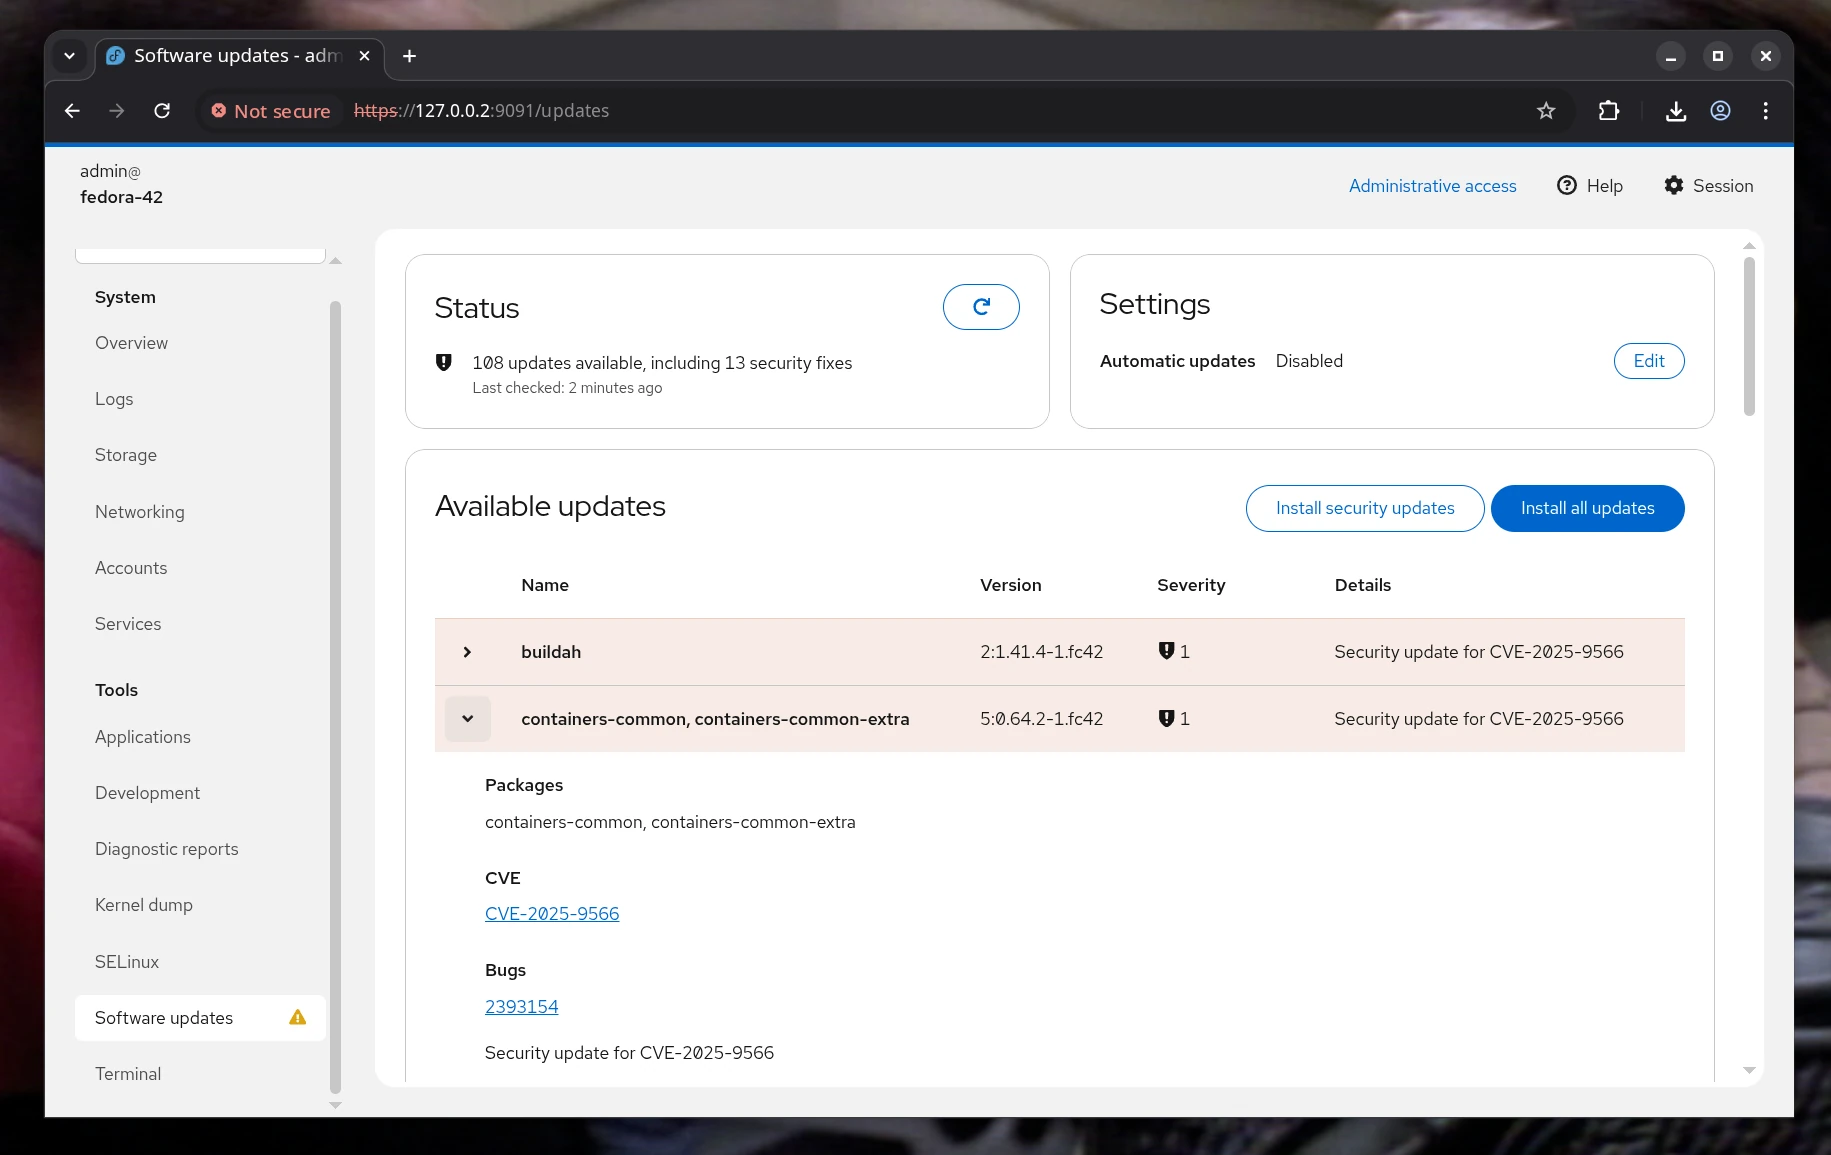 Software updates - adm
Not secure https://127.0.0.2:9091/updates
admin@
fedora-42
Administrative access
Help
Session
System
Overview
Logs
Storage
Networking
Accounts
Services
Tools
Applications
Development
Diagnostic reports
Kernel dump
SELinux
Software updates
Terminal
Status
108 updates available, including 13 security fixes
Last checked: 2 minutes ago
Settings
Automatic updates Disabled Edit
Available updates
Install security updates Install all updates
Name Version Severity Details
buildah 2:1.41.4-1.fc42 1 Security update for CVE-2025-9566
containers-common, containers-common-extra 5:0.64.2-1.fc42 1 Security update for CVE-2025-9566
Packages
containers-common, containers-common-extra
CVE
CVE-2025-9566
Bugs
2393154
Security update for CVE-2025-9566